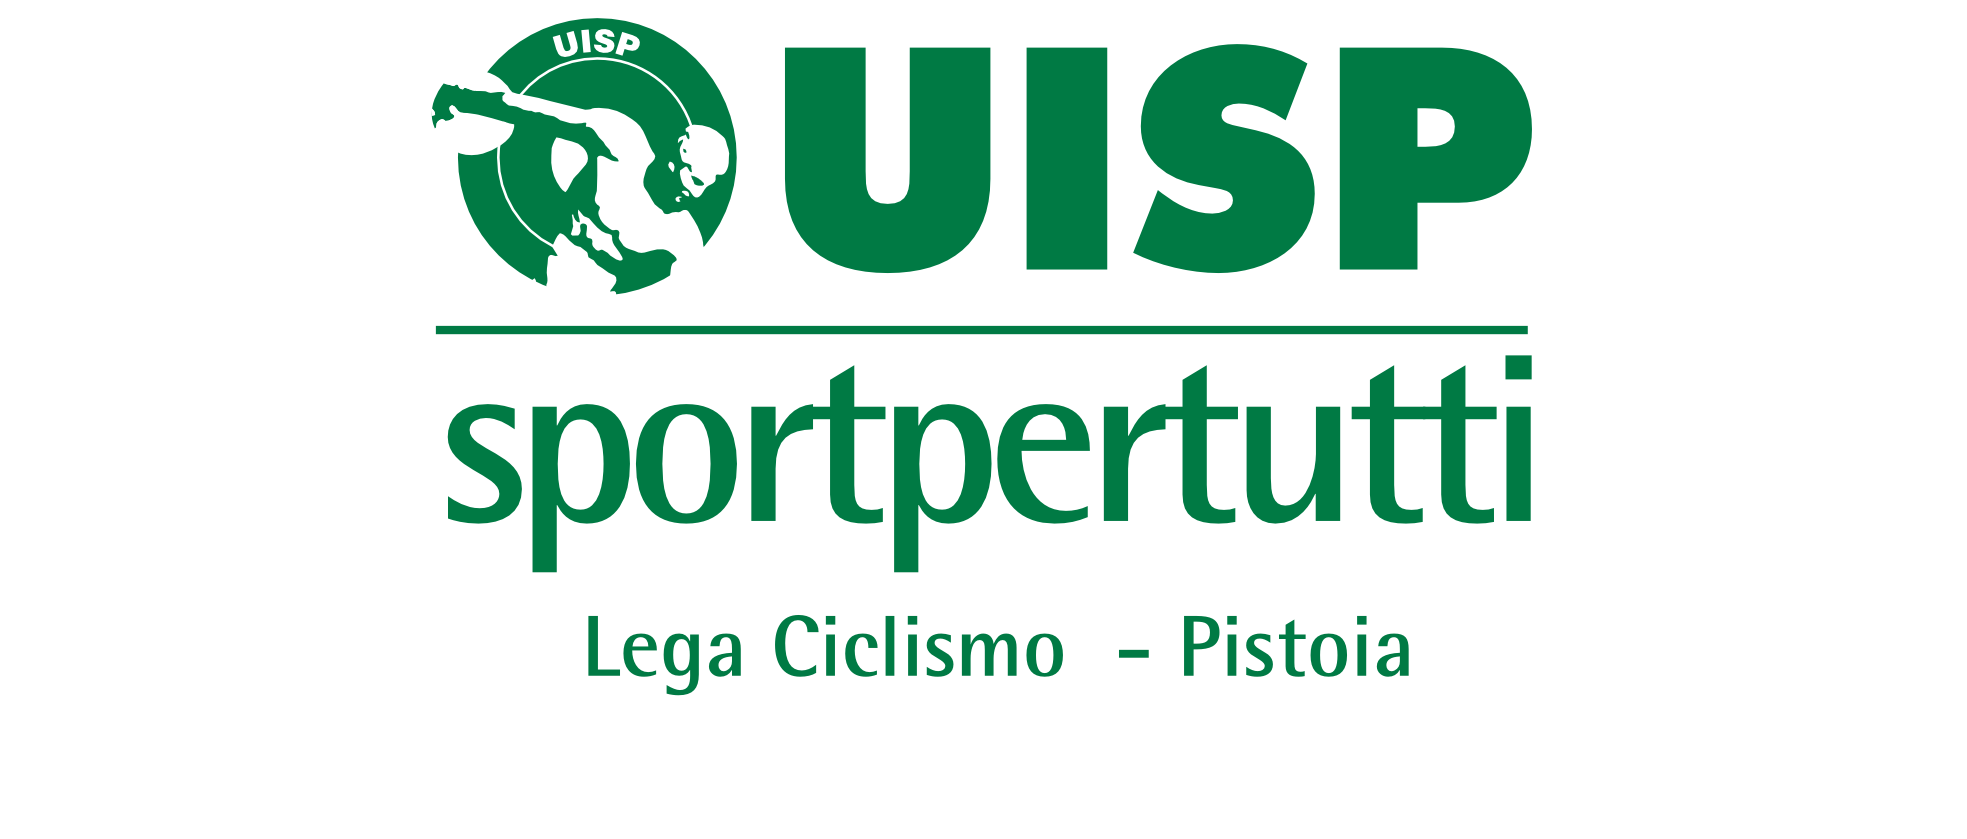 UISP
UISP
sportpertutti
Lega Ciclismo - Pistoia